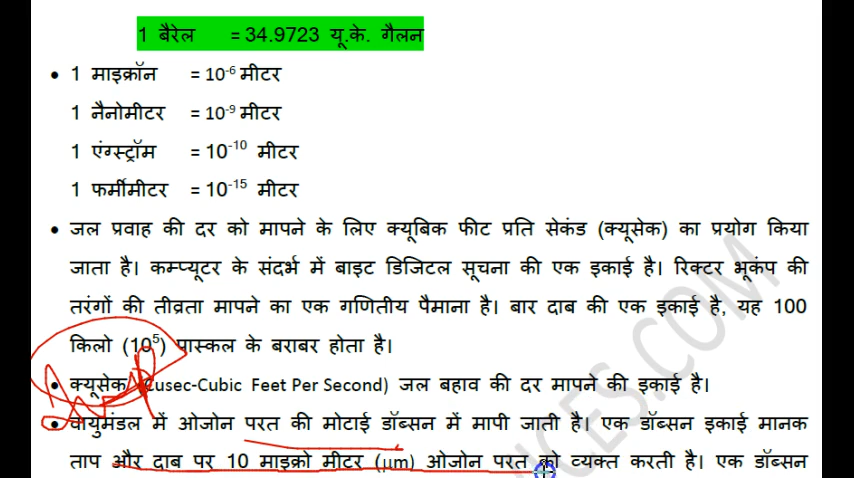 1 बैरेल = 34.9723 यू.के. गैलन
• 1 माइक्रॉन = 10⁻⁶ मीटर
1 नैनोमीटर = 10⁻⁹ मीटर
1 एंग्स्ट्रॉम = 10⁻¹⁰ मीटर
1 फर्मीमीटर = 10⁻¹⁵ मीटर
• जल प्रवाह की दर को मापने के लिए क्यूबिक फीट प्रति सेकंड (क्यूसेक) का प्रयोग किया
जाता है। कम्प्यूटर के संदर्भ में बाइट डिजिटल सूचना की एक इकाई है। रिक्टर भूकंप की
तरंगों की तीव्रता मापने का एक गणितीय पैमाना है। बार दाब की एक इकाई है, यह 100
किलो (10⁵) पास्कल के बराबर होता है।
• क्यूसेक (Cusec-Cubic Feet Per Second) जल बहाव की दर मापने की इकाई है।
• वायुमंडल में ओजोन परत की मोटाई डॉब्सन में मापी जाती है। एक डॉब्सन इकाई मानक
ताप और दाब पर 10 माइक्रो मीटर (μm) ओजोन परत को व्यक्त करती है। एक डॉब्सन